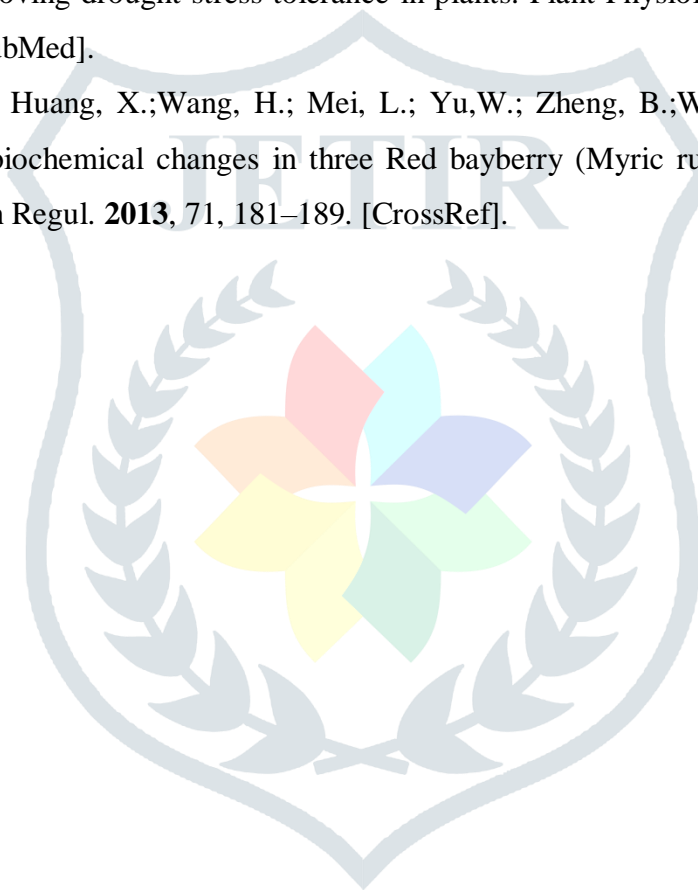 oving drought stress tolerance in plants. Plant Physiol
bMed].
Huang, X.;Wang, H.; Mei, L.; Yu,W.; Zheng, B.;W
biochemical changes in three Red bayberry (Myric ru
n Regul. 2013, 71, 181–189. [CrossRef].
JETIR